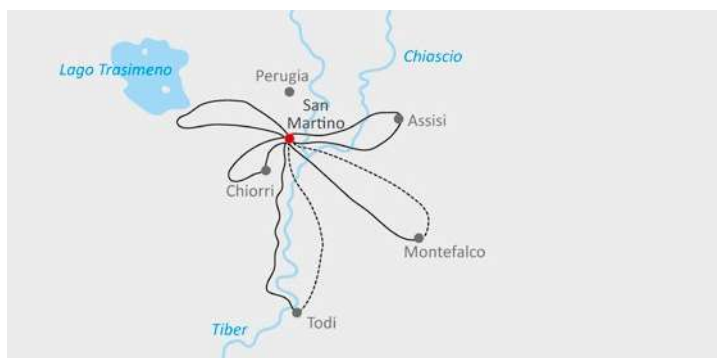 Chiascio
Lago Trasimeno
Perugia
San
Martino
Assisi
Chiorri
Montefalco
Todi
Tiber